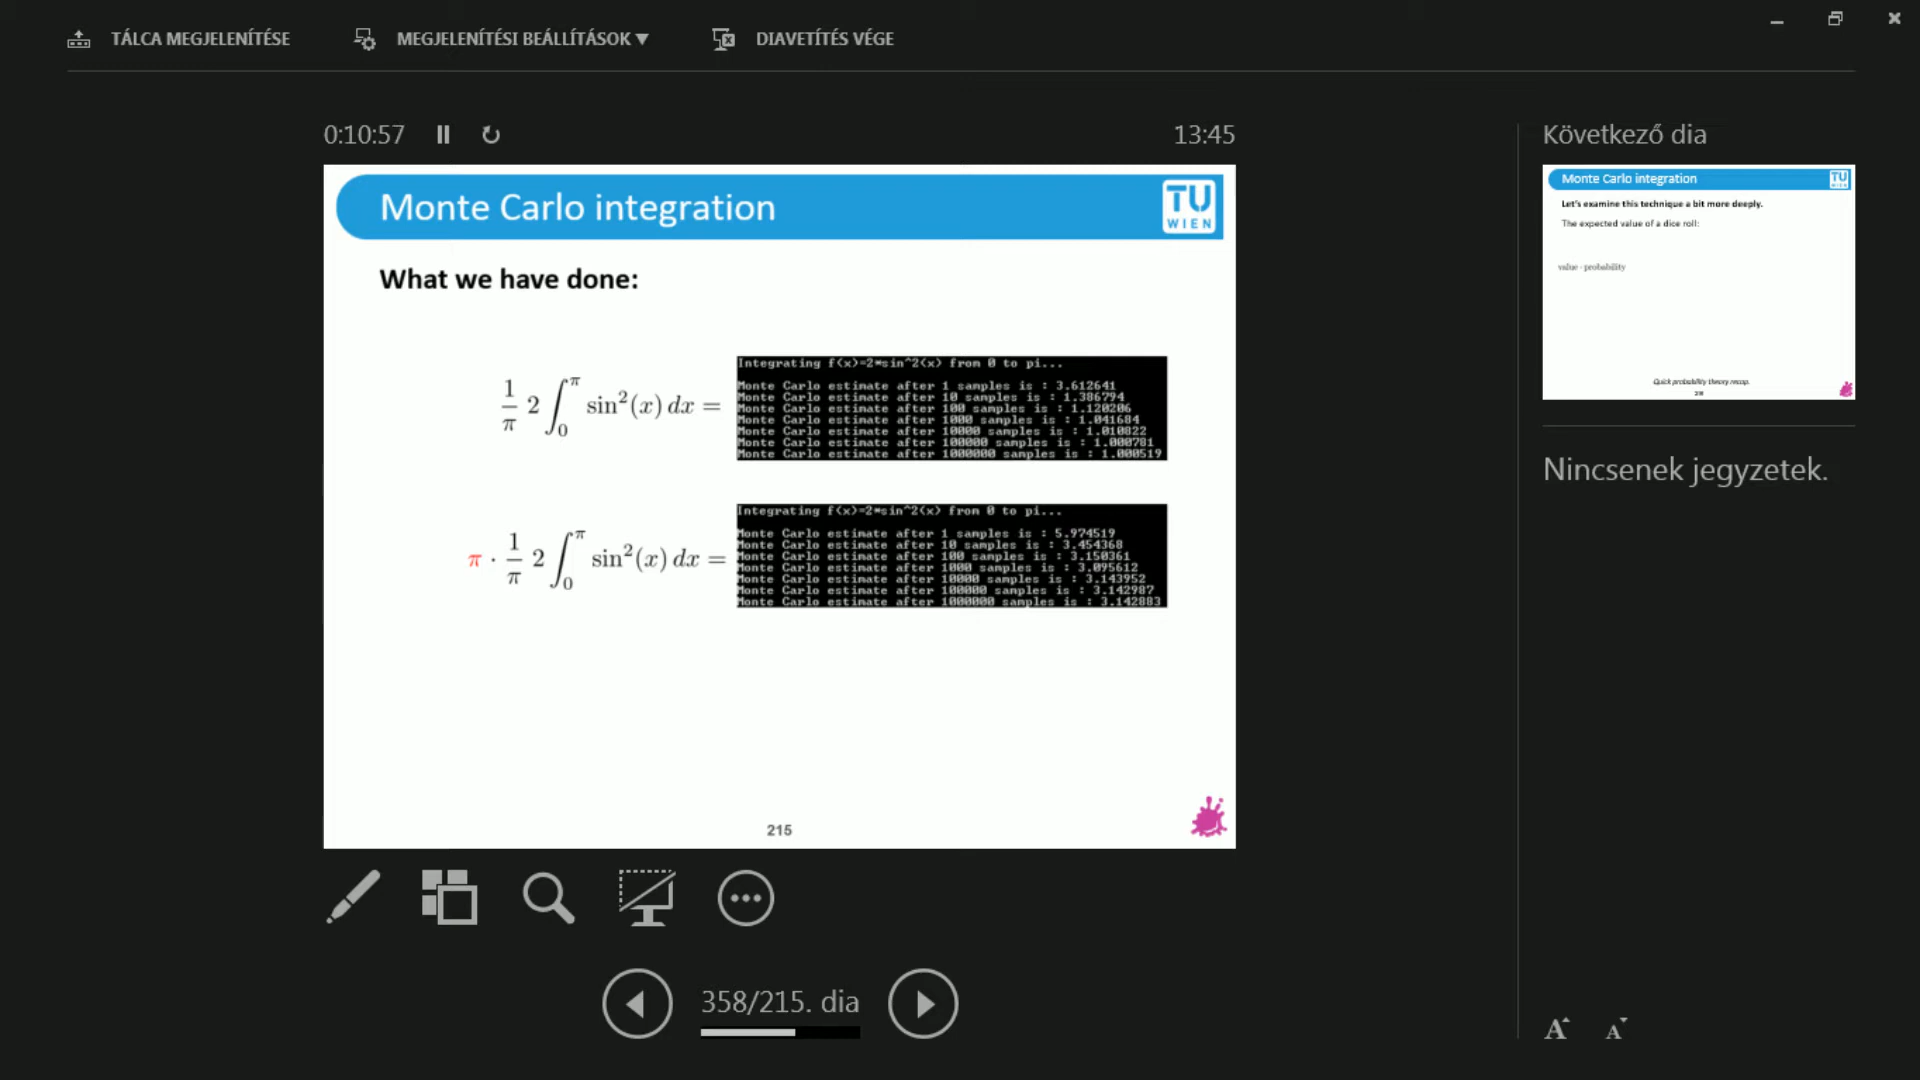 TÁLCA MEGJELENÍTÉSE
MEGJELENÍTÉSI BEÁLLÍTÁSOK
DIAVETÍTÉS VÉGE
0:10:57
13:45
Monte Carlo integration
TU
WIEN
What we have done:
1/π 2 ∫₀^π sin²(x) dx =
Integrating f(x)=2*sin^2(x) from 0 to pi...
Monte Carlo estimate after 1 samples is : 3.612641
Monte Carlo estimate after 10 samples is : 1.386794
Monte Carlo estimate after 100 samples is : 1.120206
Monte Carlo estimate after 1000 samples is : 1.041684
Monte Carlo estimate after 10000 samples is : 1.010822
Monte Carlo estimate after 100000 samples is : 1.000781
Monte Carlo estimate after 1000000 samples is : 1.000519
π · 1/π 2 ∫₀^π sin²(x) dx =
Integrating f(x)=2*sin^2(x) from 0 to pi...
Monte Carlo estimate after 1 samples is : 5.974519
Monte Carlo estimate after 10 samples is : 3.454368
Monte Carlo estimate after 100 samples is : 3.150361
Monte Carlo estimate after 1000 samples is : 3.095612
Monte Carlo estimate after 10000 samples is : 3.143952
Monte Carlo estimate after 100000 samples is : 3.142987
Monte Carlo estimate after 1000000 samples is : 3.142883
215
358/215. dia
Következő dia
Monte Carlo integration
TU
Let's examine this technique a bit more deeply.
The expected value of a dice roll:
value · probability
Quick probability theory recap.
Nincsenek jegyzetek.
A
A